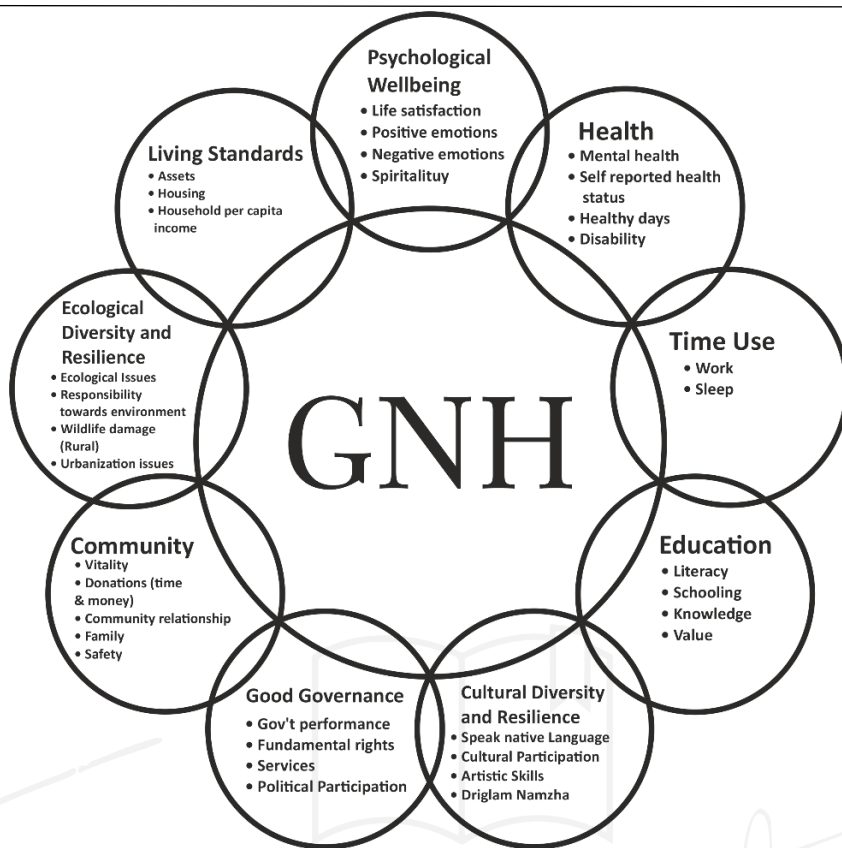 Psychological
Wellbeing
• Life satisfaction
• Positive emotions
• Negative emotions
• Spiritalituy
Health
• Mental health
• Self reported health
status
• Healthy days
• Disability
Time Use
• Work
• Sleep
Education
• Literacy
• Schooling
• Knowledge
• Value
Cultural Diversity
and Resilience
• Speak native Language
• Cultural Participation
• Artistic Skills
• Driglam Namzha
Good Governance
• Gov't performance
• Fundamental rights
• Services
• Political Participation
Community
• Vitality
• Donations (time
& money)
• Community relationship
• Family
• Safety
Ecological
Diversity and
Resilience
• Ecological Issues
• Responsibility
towards environment
• Wildlife damage
(Rural)
• Urbanization issues
Living Standards
• Assets
• Housing
• Household per capita
income
GNH